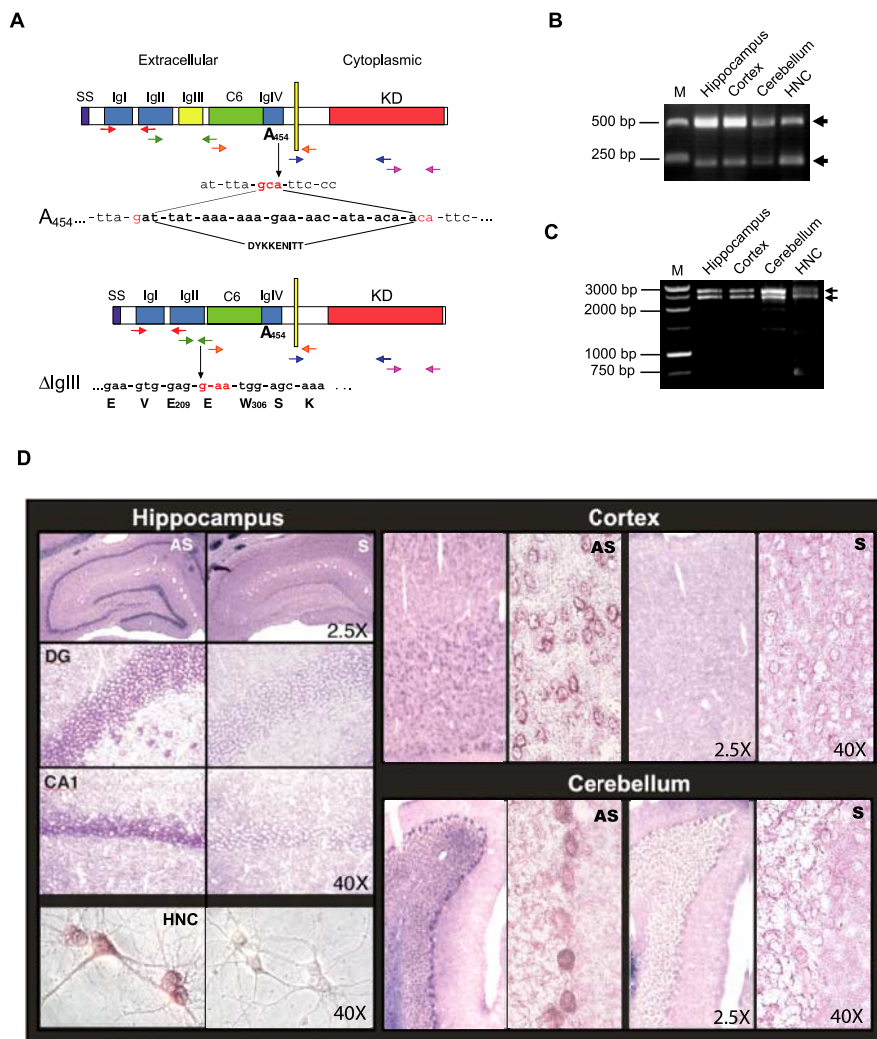 A
Extracellular Cytoplasmic
SS IgI IgII IgIII C6 IgIV KD
A454
at-tta-gca-ttc-cc
A454... --tta -gat-tat-aaa-aaa-gaa-aac-ata-aca-aca-ttc- ...
DYKKENITT
SS IgI IgII C6 IgIV KD
A454
ΔIgIII ...gaa-gtg-gag-g-aa-tgg-agc-aaa ...
E V E209 E W306 S K
B
M Hippocampus Cortex Cerebellum HNC
500 bp
250 bp
C
M Hippocampus Cortex Cerebellum HNC
3000 bp
2000 bp
1000 bp
750 bp
D
Hippocampus
AS S
2.5X
DG
CA1
40X
HNC
40X
Cortex
AS S
2.5X 40X
Cerebellum
AS S
2.5X 40X